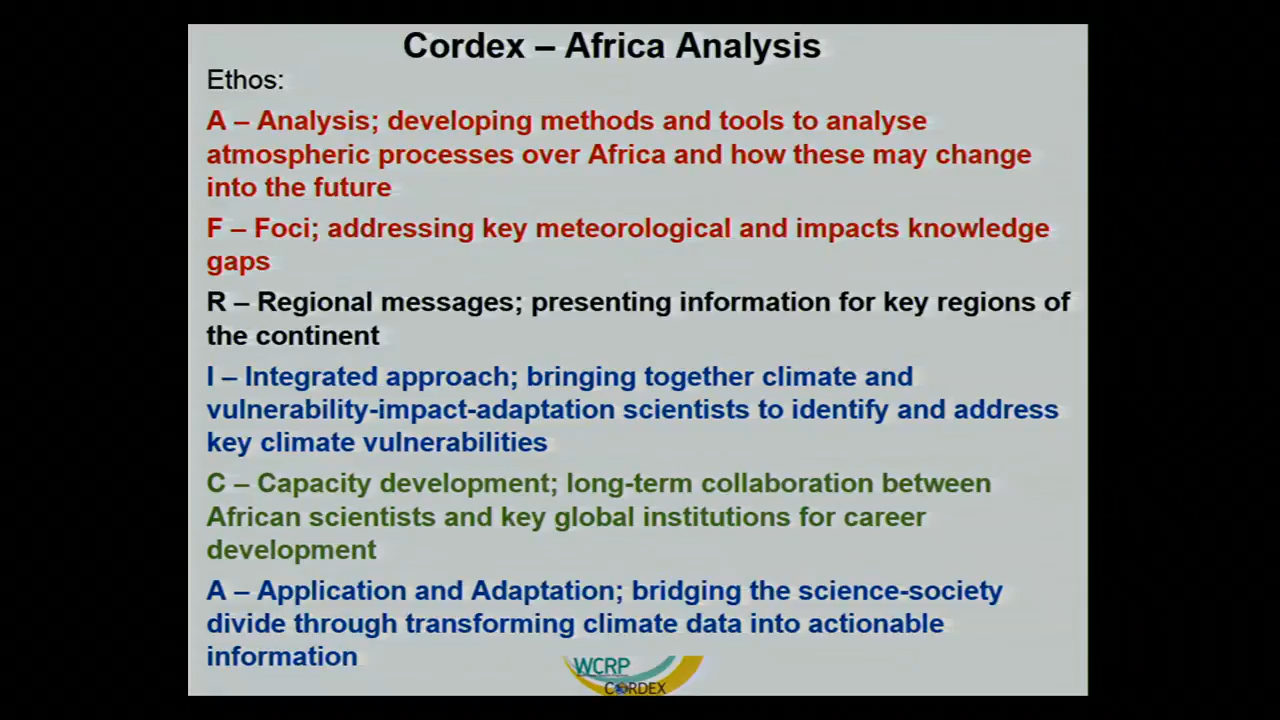 Cordex – Africa Analysis
Ethos:
A – Analysis; developing methods and tools to analyse
atmospheric processes over Africa and how these may change
into the future
F – Foci; addressing key meteorological and impacts knowledge
gaps
R – Regional messages; presenting information for key regions of
the continent
I – Integrated approach; bringing together climate and
vulnerability-impact-adaptation scientists to identify and address
key climate vulnerabilities
C – Capacity development; long-term collaboration between
African scientists and key global institutions for career
development
A – Application and Adaptation; bridging the science-society
divide through transforming climate data into actionable
information
WCRP
CORDEX